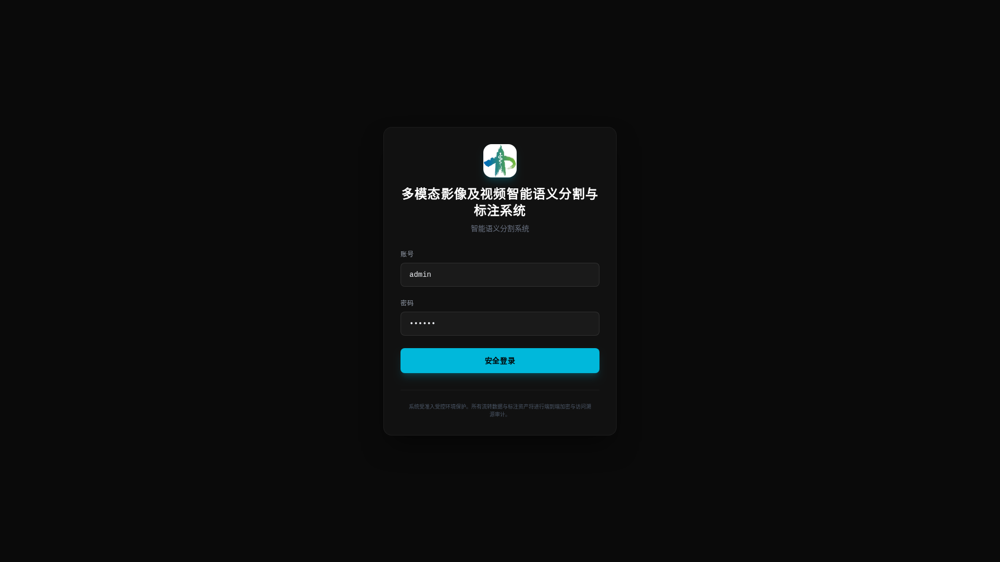 多模态影像及视频智能语义分割与
标注系统
智能语义分割系统
账号
admin
密码
••••••
安全登录
系统受准入受控环境保护。所有流转数据与标注资产将进行端到端加密与访问溯
源审计。